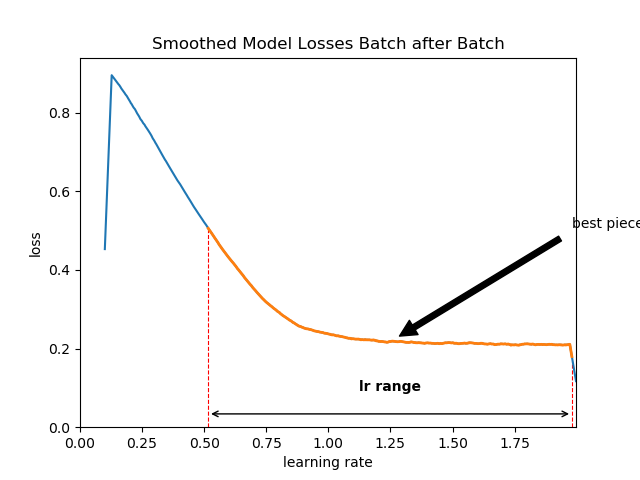 Smoothed Model Losses Batch after Batch
0.8
0.6
0.4
0.2
0.0
loss
best piece
lr range
0.00 0.25 0.50 0.75 1.00 1.25 1.50 1.75
learning rate